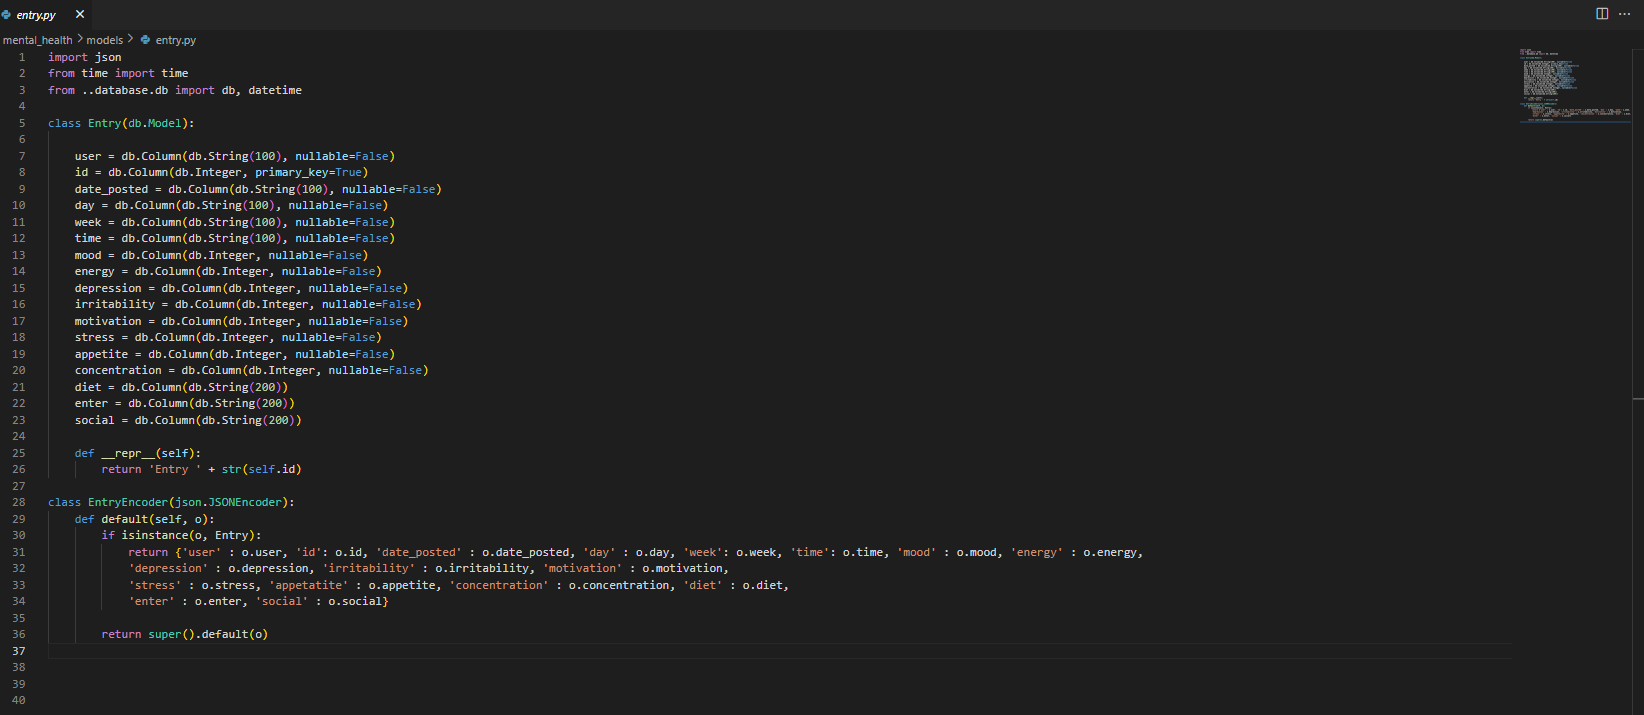 entry.py
mental_health > models > entry.py
1 import json
2 from time import time
3 from ..database.db import db, datetime
4
5 class Entry(db.Model):
6
7 user = db.Column(db.String(100), nullable=False)
8 id = db.Column(db.Integer, primary_key=True)
9 date_posted = db.Column(db.String(100), nullable=False)
10 day = db.Column(db.String(100), nullable=False)
11 week = db.Column(db.String(100), nullable=False)
12 time = db.Column(db.String(100), nullable=False)
13 mood = db.Column(db.Integer, nullable=False)
14 energy = db.Column(db.Integer, nullable=False)
15 depression = db.Column(db.Integer, nullable=False)
16 irritability = db.Column(db.Integer, nullable=False)
17 motivation = db.Column(db.Integer, nullable=False)
18 stress = db.Column(db.Integer, nullable=False)
19 appetite = db.Column(db.Integer, nullable=False)
20 concentration = db.Column(db.Integer, nullable=False)
21 diet = db.Column(db.String(200))
22 enter = db.Column(db.String(200))
23 social = db.Column(db.String(200))
24
25 def __repr__(self):
26 return 'Entry ' + str(self.id)
27
28 class EntryEncoder(json.JSONEncoder):
29 def default(self, o):
30 if isinstance(o, Entry):
31 return {'user' : o.user, 'id': o.id, 'date_posted' : o.date_posted, 'day' : o.day, 'week': o.week, 'time': o.time, 'mood' : o.mood, 'energy' : o.energy,
32 'depression' : o.depression, 'irritability' : o.irritability, 'motivation' : o.motivation,
33 'stress' : o.stress, 'appetatite' : o.appetite, 'concentration' : o.concentration, 'diet' : o.diet,
34 'enter' : o.enter, 'social' : o.social}
35
36 return super().default(o)
37
38
39
40